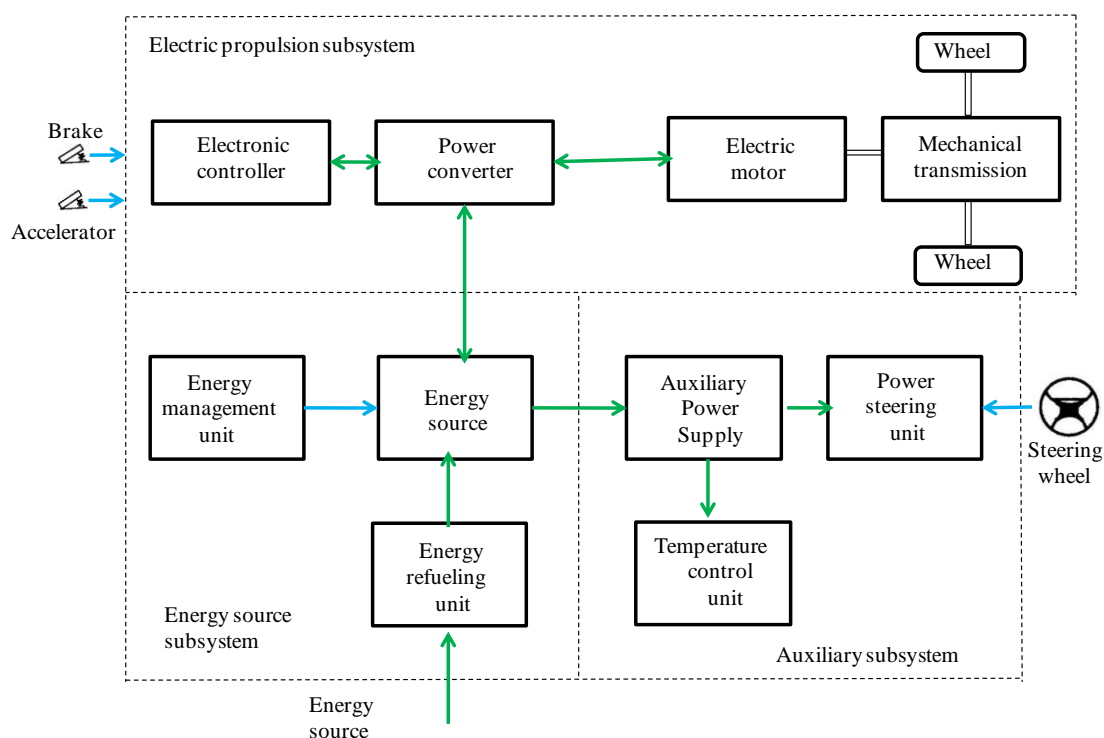 Electric propulsion subsystem
Wheel
Brake
Electronic
controller
Power
converter
Electric
motor
Mechanical
transmission
Accelerator
Wheel
Energy
management
unit
Energy
source
Auxiliary
Power
Supply
Power
steering
unit
Steering
wheel
Energy
refueling
unit
Temperature
control
unit
Energy source
subsystem
Auxiliary subsystem
Energy
source